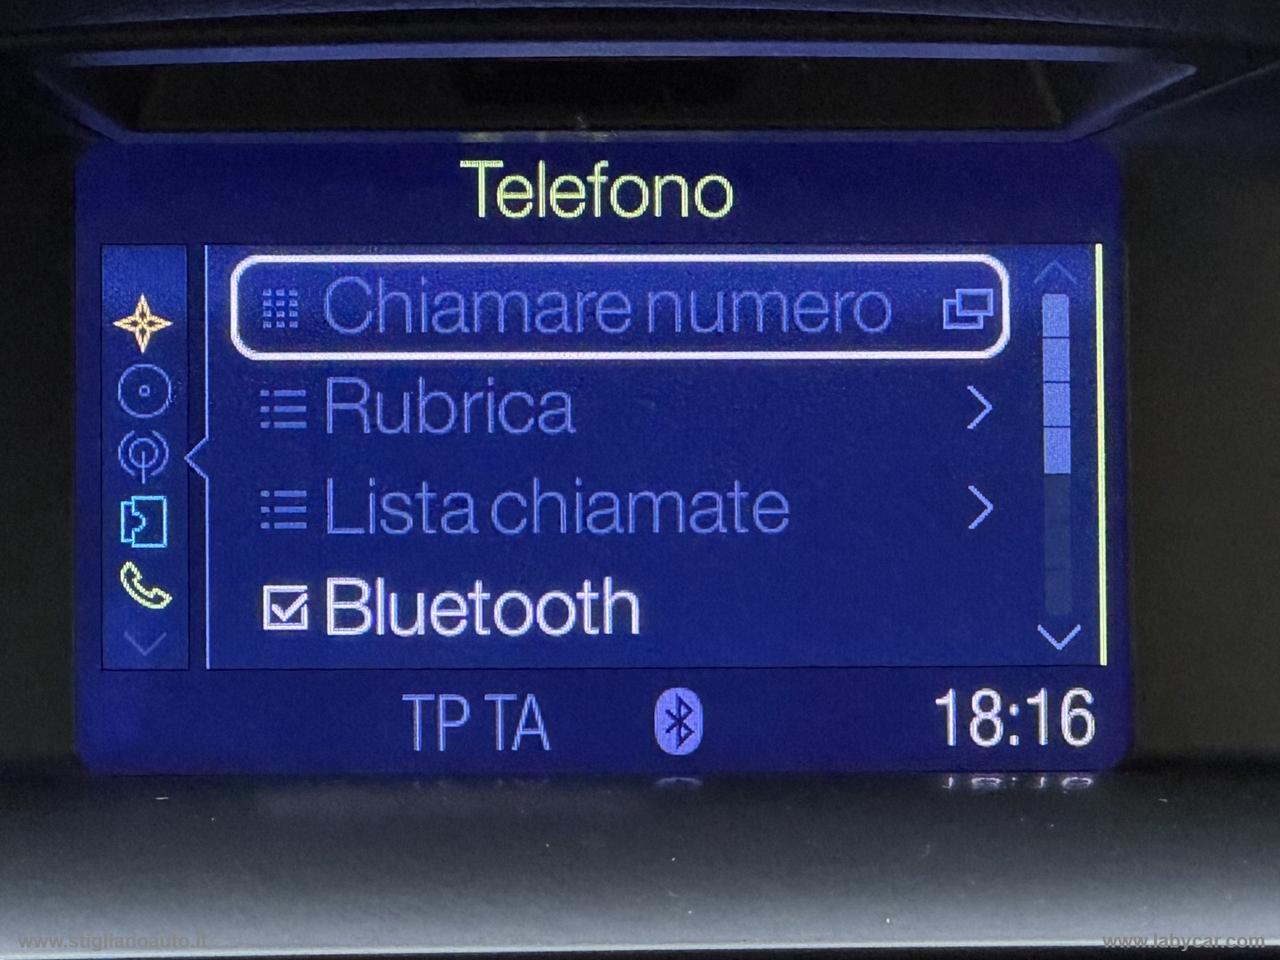 Telefono
Chiamare numero
Rubrica
Lista chiamate
Bluetooth
TP TA
18:16
www.stiglianoauto.it
www.labycar.com